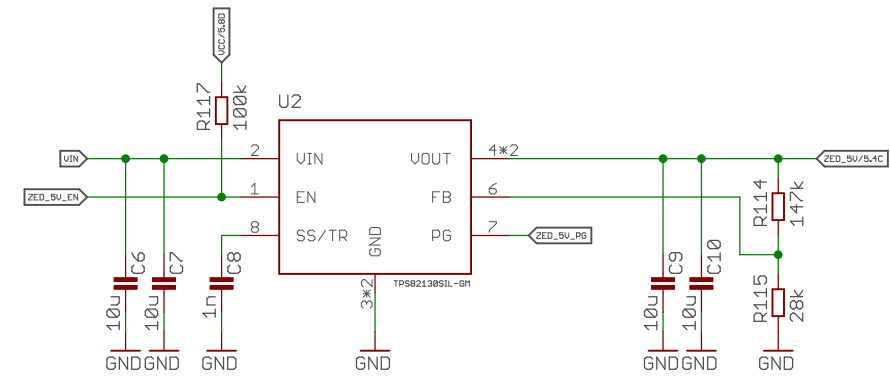 VCC/5.8D
R117
100k
U2
VIN
2
VIN
VOUT
4*2
ZED_5V/5.4C
ZED_5V_EN
1
EN
FB
6
R114
147k
8
SS/TR
GND
PG
7
ZED_5V_PG
C6
C7
C8
C9
C10
TPS82130SIL-GM
3*2
10u
10u
1n
10u
10u
R115
28k
GND
GND
GND
GND
GND
GND
GND